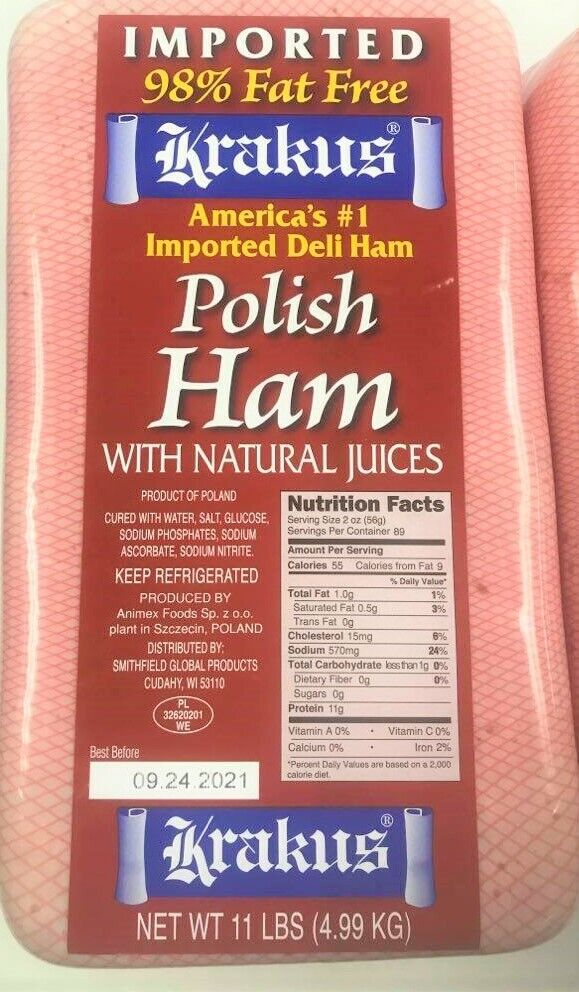 IMPORTED
98% Fat Free
Krakus®
America's #1
Imported Deli Ham
Polish
Ham
WITH NATURAL JUICES
PRODUCT OF POLAND
CURED WITH WATER, SALT, GLUCOSE,
SODIUM PHOSPHATES, SODIUM
ASCORBATE, SODIUM NITRITE.
KEEP REFRIGERATED
PRODUCED BY
Animex Foods Sp. z o.o.
plant in Szczecin, POLAND
DISTRIBUTED BY:
SMITHFIELD GLOBAL PRODUCTS
CUDAHY, WI 53110
PL
32620201
WE
Best Before
09.24.2021
Nutrition Facts
Serving Size 2 oz (56g)
Servings Per Container 89
Amount Per Serving
Calories 55 Calories from Fat 9
% Daily Value*
Total Fat 1.0g 1%
Saturated Fat 0.5g 3%
Trans Fat 0g
Cholesterol 15mg 6%
Sodium 570mg 24%
Total Carbohydrate less than 1g 0%
Dietary Fiber 0g 0%
Sugars 0g
Protein 11g
Vitamin A 0% • Vitamin C 0%
Calcium 0% • Iron 2%
*Percent Daily Values are based on a 2,000
calorie diet.
Krakus®
NET WT 11 LBS (4.99 KG)